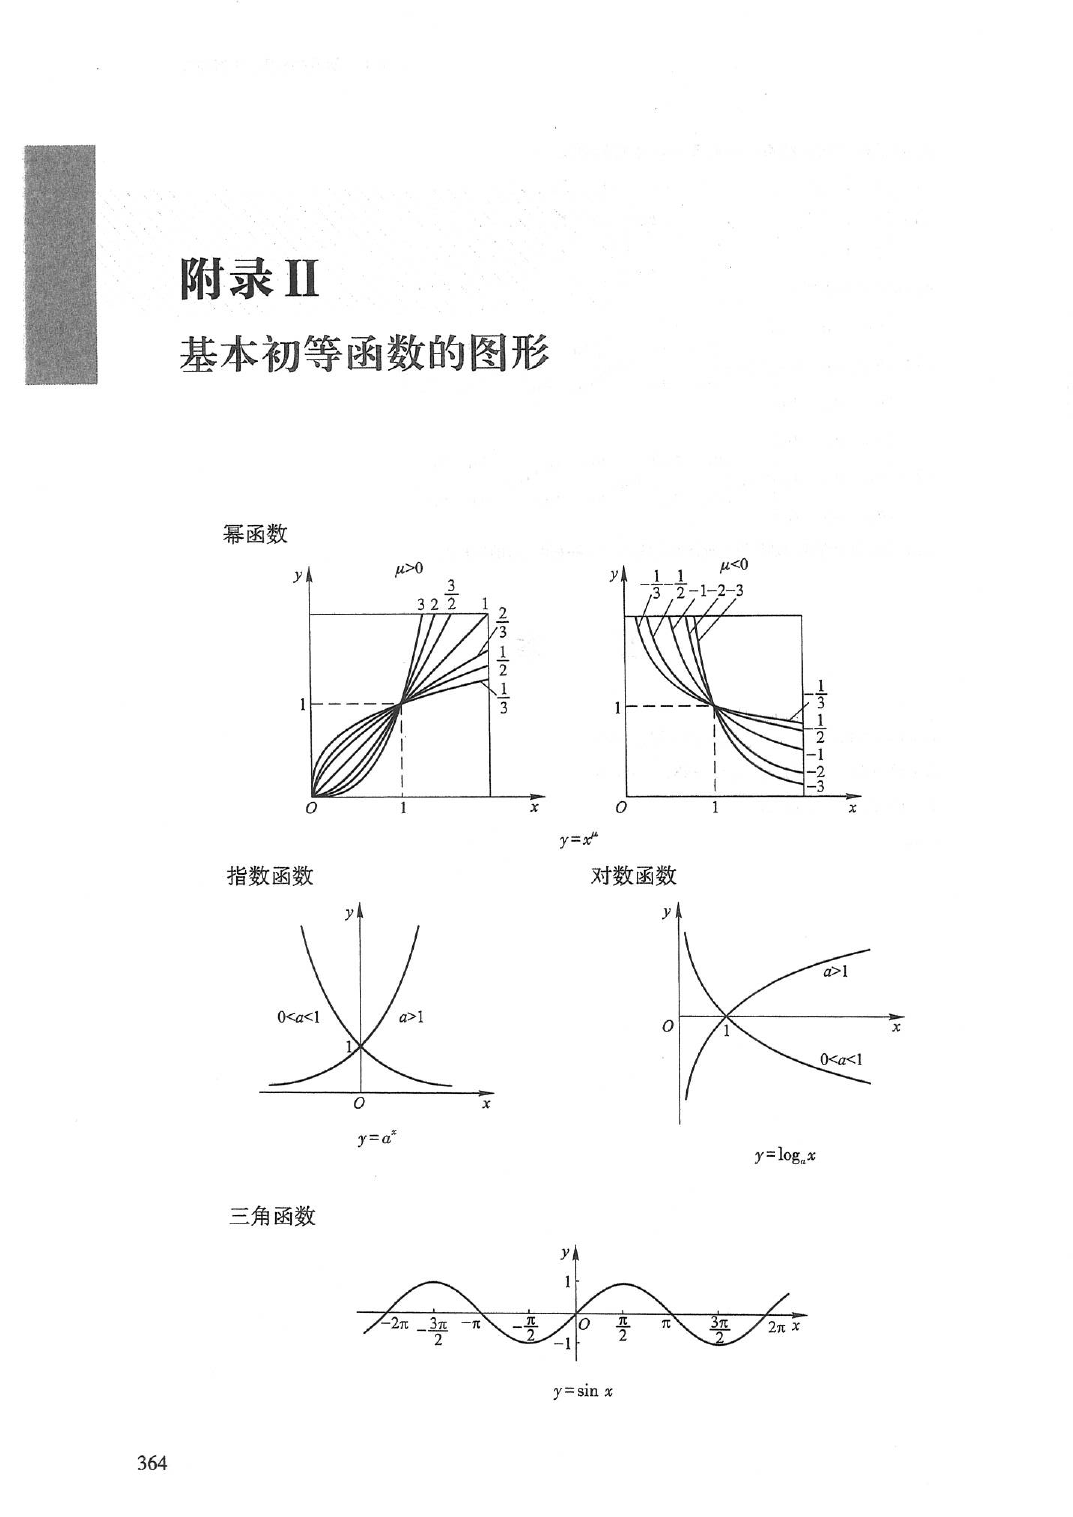 附录Ⅱ
基本初等函数的图形
幂函数
y
μ>0
3 2 3/2 1
2/3
1/2
1/3
1
O
1
x
y
μ<0
-1/3 -1/2 -1 -2 -3
1
-1/3
-1/2
-1
-2
-3
O
1
x
y=x^μ
指数函数
y
0<a<1
a>1
1
O
x
y=a^x
对数函数
y
a>1
O
1
x
0<a<1
y=log_a x
三角函数
y
1
-2π -3π/2 -π -π/2 O π/2 π 3π/2 2π x
-1
y=sin x
364